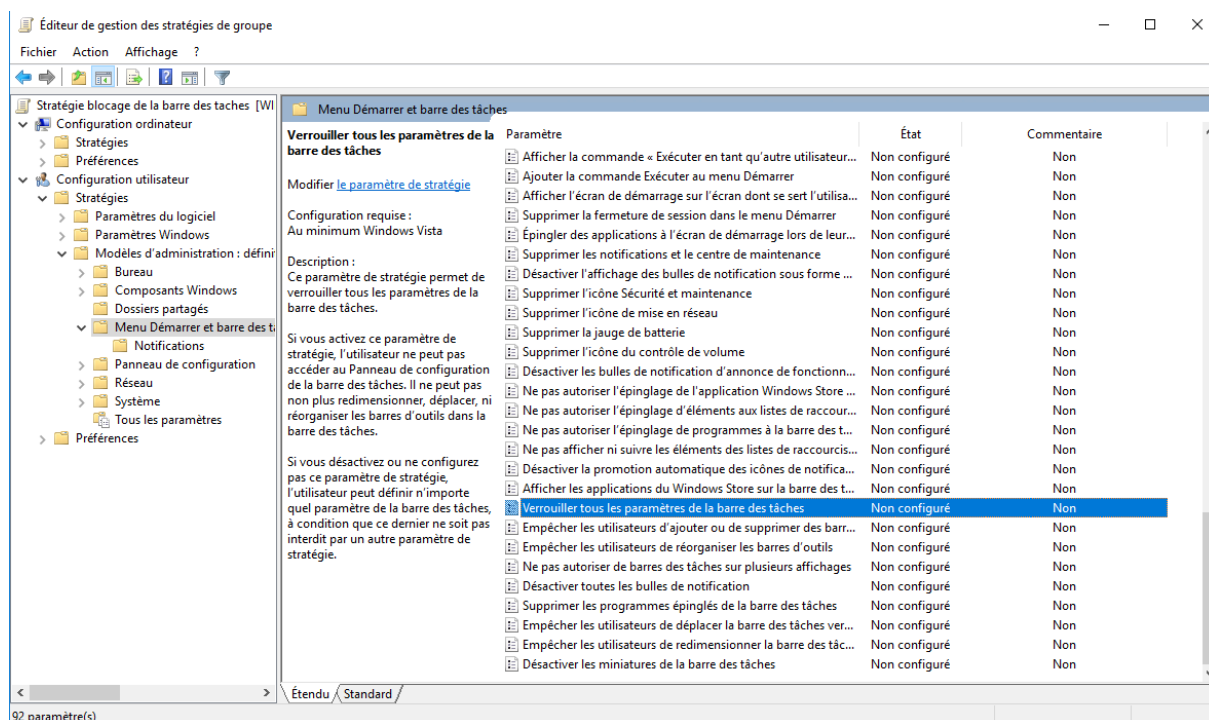 Éditeur de gestion des stratégies de groupe
Fichier Action Affichage ?
Stratégie blocage de la barre des taches [WI
Configuration ordinateur
Stratégies
Préférences
Configuration utilisateur
Stratégies
Paramètres du logiciel
Paramètres Windows
Modèles d'administration : défini
Bureau
Composants Windows
Dossiers partagés
Menu Démarrer et barre des ta
Notifications
Panneau de configuration
Réseau
Système
Tous les paramètres
Préférences
Menu Démarrer et barre des tâches
Verrouiller tous les paramètres de la
barre des tâches
Modifier le paramètre de stratégie
Configuration requise :
Au minimum Windows Vista
Description :
Ce paramètre de stratégie permet de
verrouiller tous les paramètres de la
barre des tâches.
Si vous activez ce paramètre de
stratégie, l'utilisateur ne peut pas
accéder au Panneau de configuration
de la barre des tâches. Il ne peut pas
non plus redimensionner, déplacer, ni
réorganiser les barres d'outils dans la
barre des tâches.
Si vous désactivez ou ne configurez
pas ce paramètre de stratégie,
l'utilisateur peut définir n'importe
quel paramètre de la barre des tâches,
à condition que ce dernier ne soit pas
interdit par un autre paramètre de
stratégie.
Paramètre État Commentaire
Afficher la commande « Exécuter en tant qu'autre utilisateur... Non configuré Non
Ajouter la commande Exécuter au menu Démarrer Non configuré Non
Afficher l'écran de démarrage sur l'écran dont se sert l'utilisa... Non configuré Non
Supprimer la fermeture de session dans le menu Démarrer Non configuré Non
Épingler des applications à l'écran de démarrage lors de leur... Non configuré Non
Supprimer les notifications et le centre de maintenance Non configuré Non
Désactiver l'affichage des bulles de notification sous forme ... Non configuré Non
Supprimer l'icône Sécurité et maintenance Non configuré Non
Supprimer l'icône de mise en réseau Non configuré Non
Supprimer la jauge de batterie Non configuré Non
Supprimer l'icône du contrôle de volume Non configuré Non
Désactiver les bulles de notification d'annonce de fonctionn... Non configuré Non
Ne pas autoriser l'épinglage de l'application Windows Store ... Non configuré Non
Ne pas autoriser l'épinglage d'éléments aux listes de raccour... Non configuré Non
Ne pas autoriser l'épinglage de programmes à la barre des t... Non configuré Non
Ne pas afficher ni suivre les éléments des listes de raccourcis... Non configuré Non
Désactiver la promotion automatique des icônes de notifica... Non configuré Non
Afficher les applications du Windows Store sur la barre des t... Non configuré Non
Verrouiller tous les paramètres de la barre des tâches Non configuré Non
Empêcher les utilisateurs d'ajouter ou de supprimer des barr... Non configuré Non
Empêcher les utilisateurs de réorganiser les barres d'outils Non configuré Non
Ne pas autoriser de barres des tâches sur plusieurs affichages Non configuré Non
Désactiver toutes les bulles de notification Non configuré Non
Supprimer les programmes épinglés de la barre des tâches Non configuré Non
Empêcher les utilisateurs de déplacer la barre des tâches ver... Non configuré Non
Empêcher les utilisateurs de redimensionner la barre des tâc... Non configuré Non
Désactiver les miniatures de la barre des tâches Non configuré Non
Étendu Standard
92 paramètre(s)